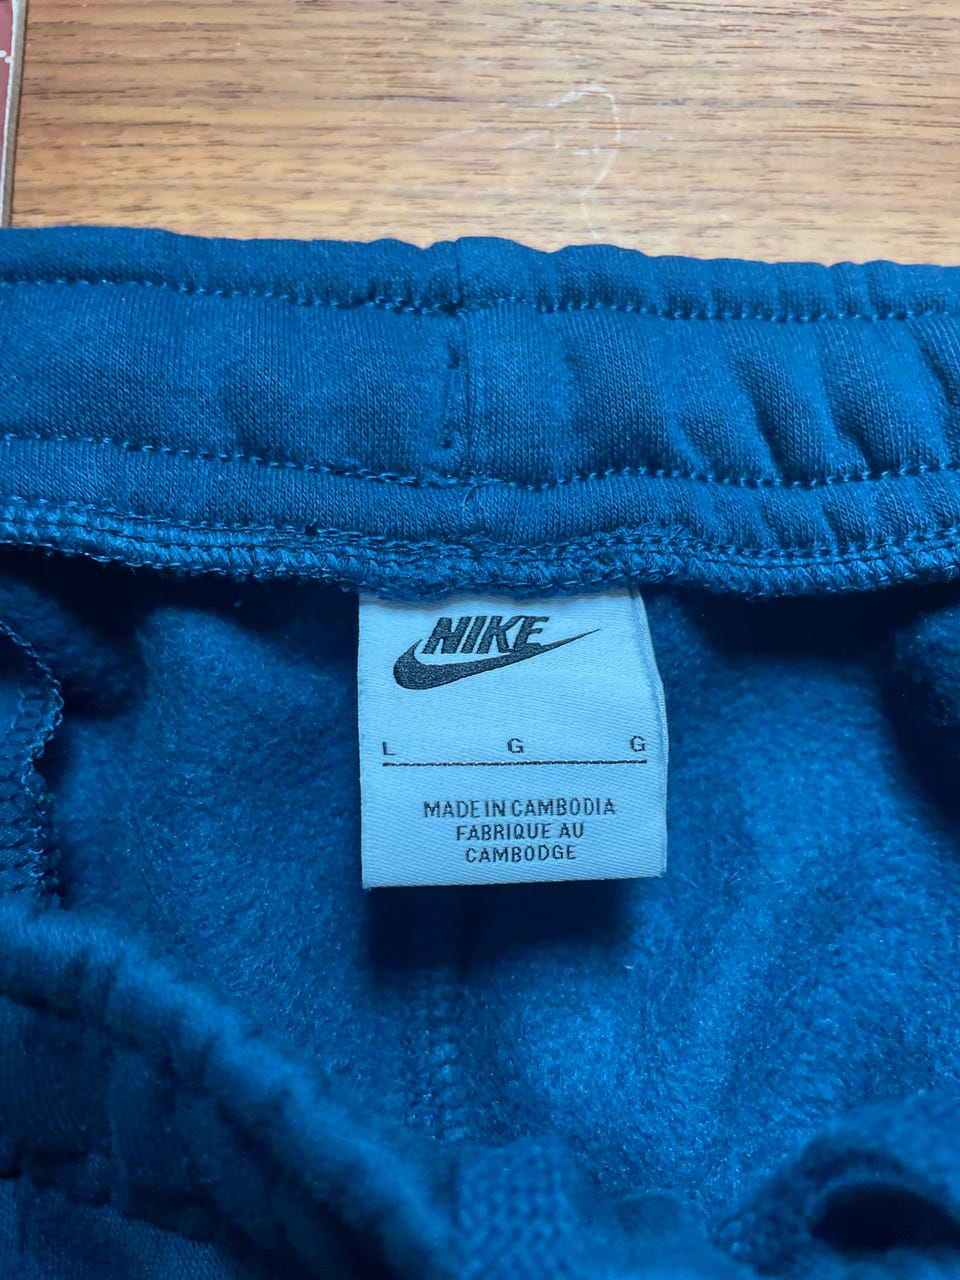 NIKE
L G G
MADE IN CAMBODIA
FABRIQUE AU
CAMBODGE